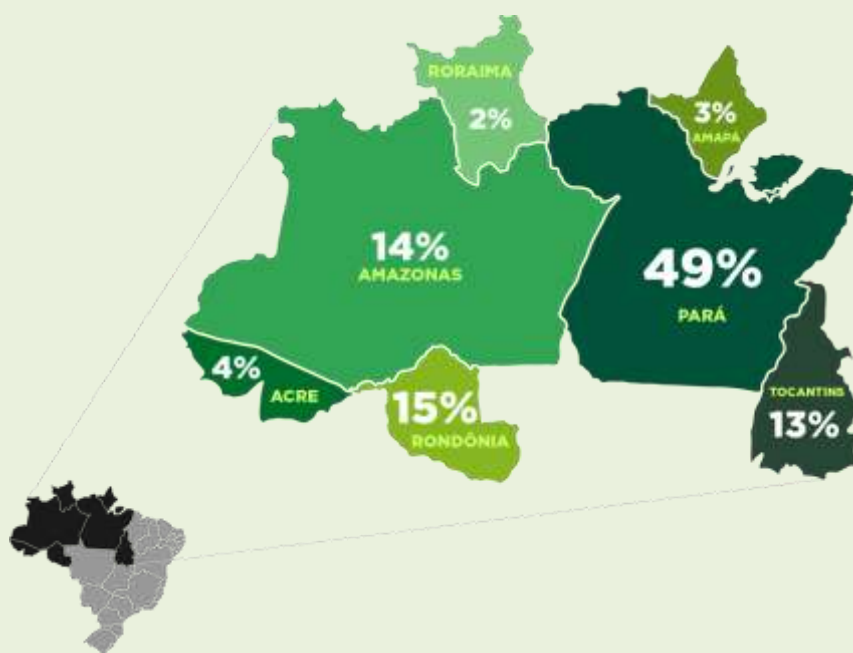 RORAIMA
2%
3%
AMAPÁ
14%
AMAZONAS
49%
PARÁ
4%
ACRE
15%
RONDÔNIA
TOCANTINS
13%